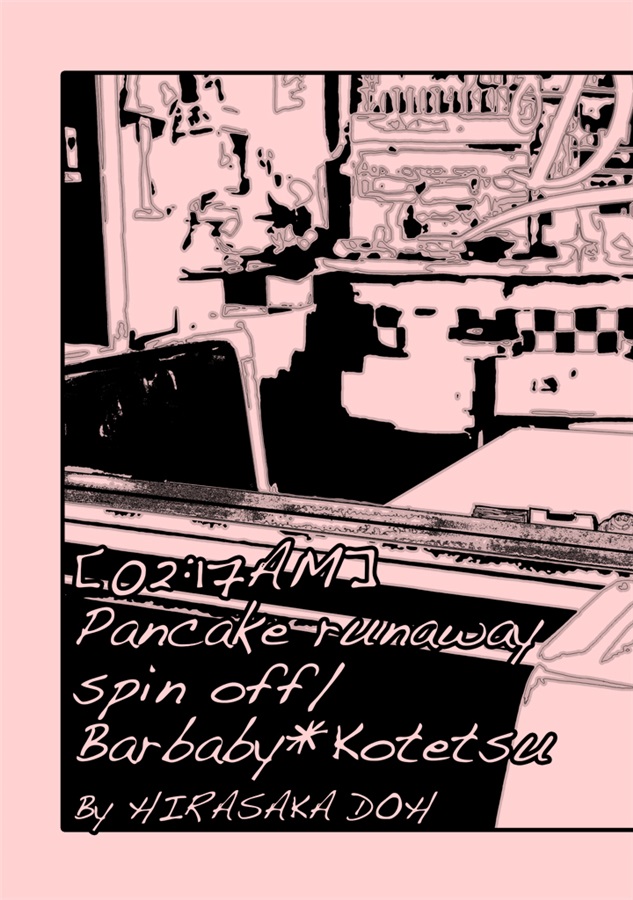 [02:17AM]
Pancake runaway
spin off/
Barbaby*Kotetsu
By HIRASAKA DOH